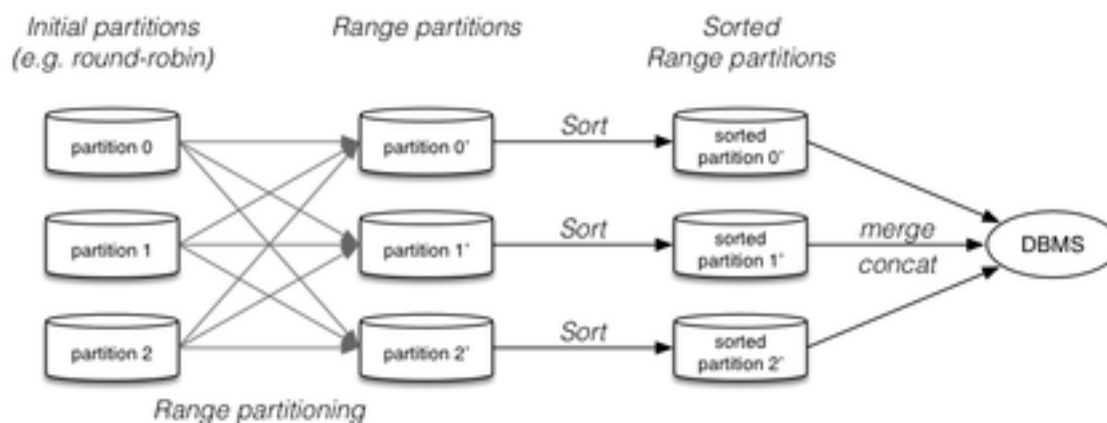 Initial partitions
(e.g. round-robin)
Range partitions
Sorted
Range partitions
partition 0
partition 0'
Sort
sorted
partition 0'
partition 1
partition 1'
Sort
sorted
partition 1'
merge
concat
DBMS
partition 2
partition 2'
Sort
sorted
partition 2'
Range partitioning